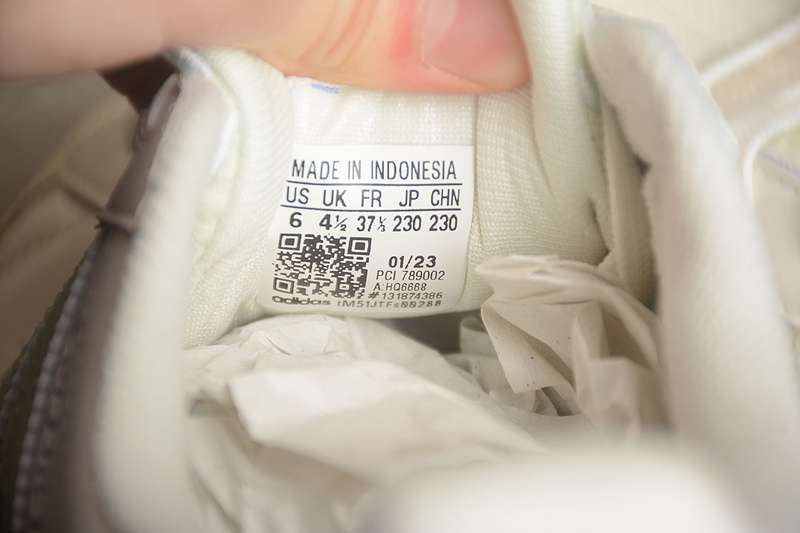 MADE IN INDONESIA
US UK FR JP CHN
6 4½ 37⅓ 230 230
01/23
PCI 789002
A:HQ6668
#131874386
adidas